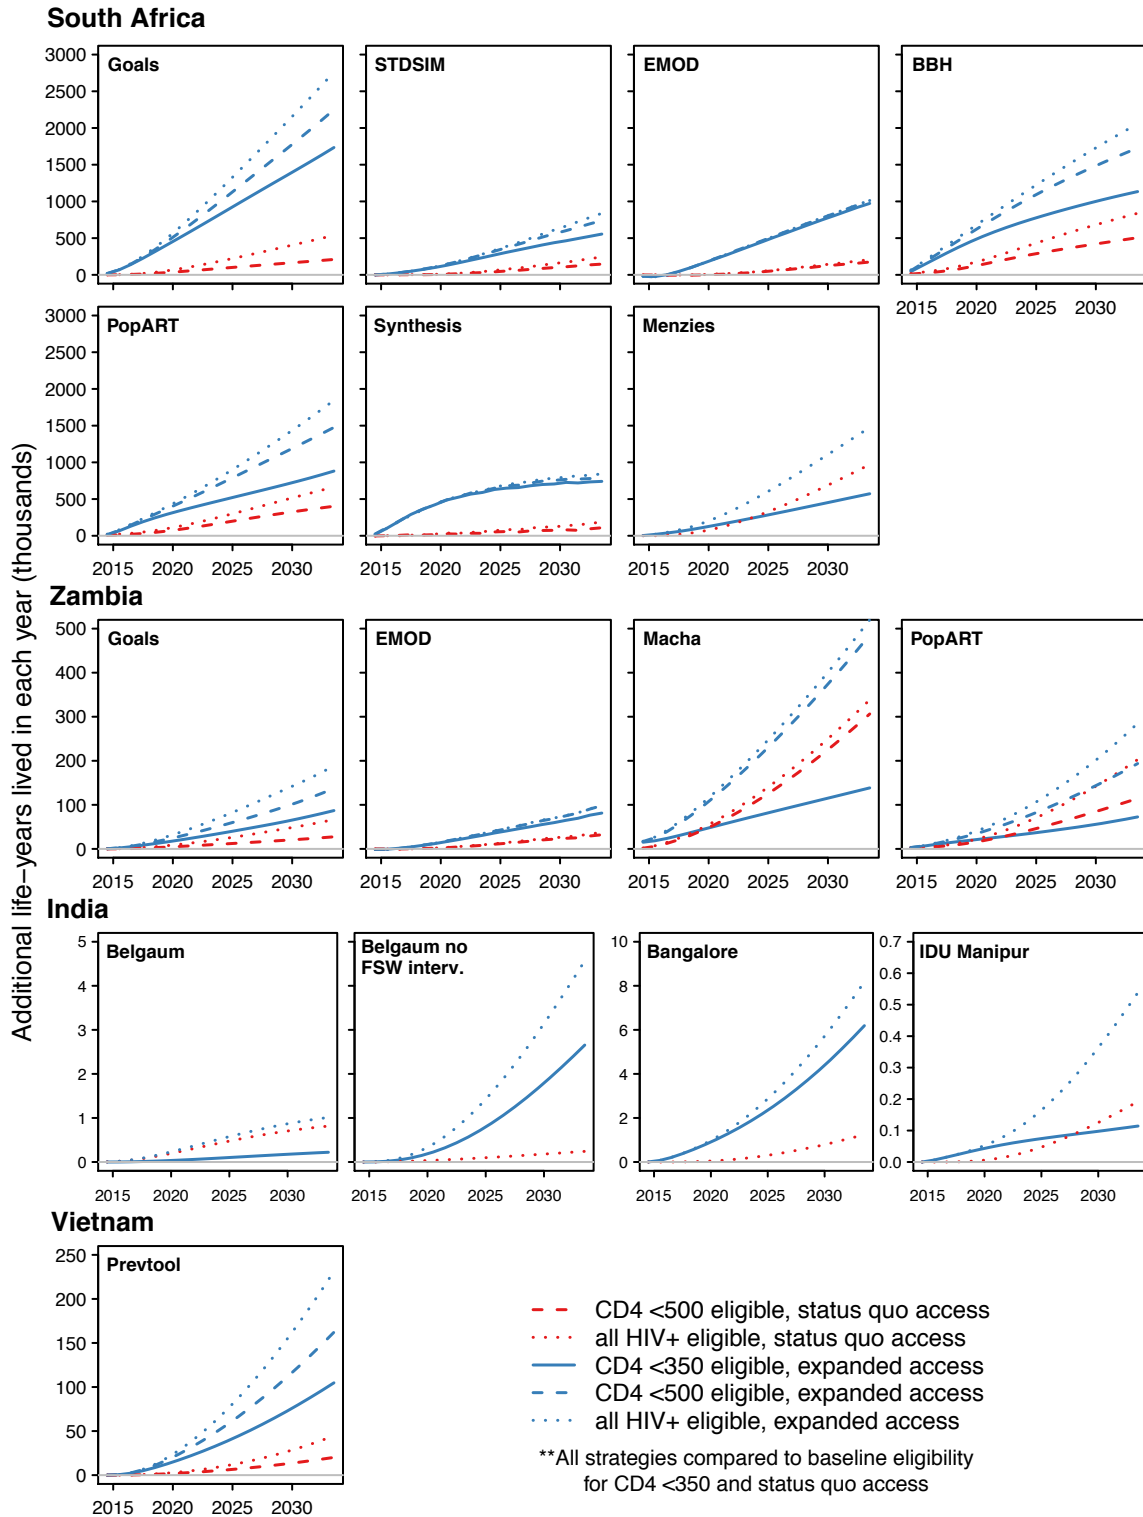 South Africa
Goals
STDSIM
EMOD
BBH
3000
2500
2000
1500
1000
500
0
2015 2020 2025 2030
PopART
Synthesis
Menzies
3000
2500
2000
1500
1000
500
0
2015 2020 2025 2030
2015 2020 2025 2030
2015 2020 2025 2030
Additional life−years lived in each year (thousands)
Zambia
Goals
EMOD
Macha
PopART
500
400
300
200
100
0
2015 2020 2025 2030
2015 2020 2025 2030
2015 2020 2025 2030
2015 2020 2025 2030
India
Belgaum
5
4
3
2
1
0
2015 2020 2025 2030
Belgaum no
FSW interv.
2015 2020 2025 2030
Bangalore
10
8
6
4
2
0
2015 2020 2025 2030
IDU Manipur
0.7
0.6
0.5
0.4
0.3
0.2
0.1
0.0
2015 2020 2025 2030
Vietnam
Prevtool
250
200
150
100
50
0
2015 2020 2025 2030
CD4 <500 eligible, status quo access
all HIV+ eligible, status quo access
CD4 <350 eligible, expanded access
CD4 <500 eligible, expanded access
all HIV+ eligible, expanded access
**All strategies compared to baseline eligibility
for CD4 <350 and status quo access